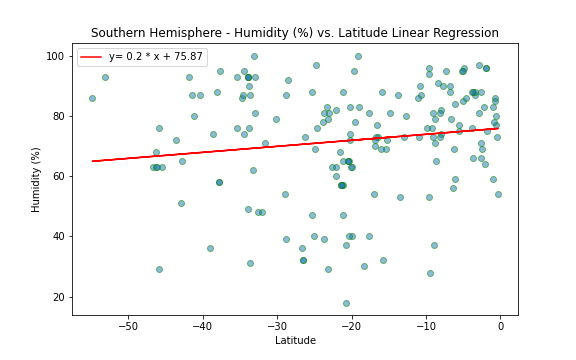 Southern Hemisphere - Humidity (%) vs. Latitude Linear Regression
y= 0.2 * x + 75.87
100
80
60
40
20
Humidity (%)
−50 −40 −30 −20 −10 0
Latitude